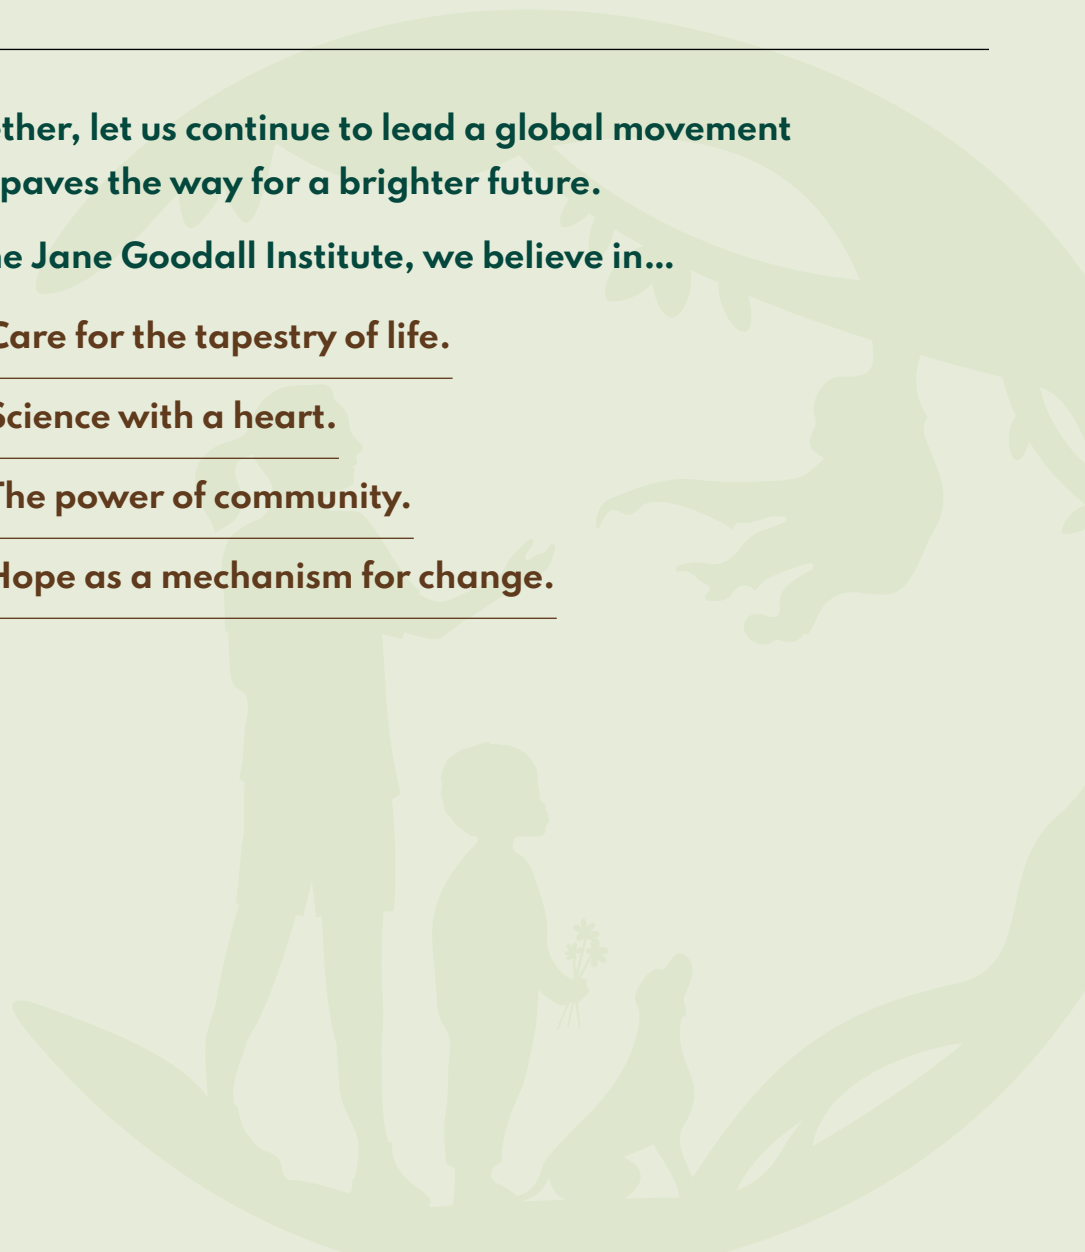 ther, let us continue to lead a global movement
paves the way for a brighter future.
Jane Goodall Institute, we believe in...
Care for the tapestry of life.
Science with a heart.
The power of community.
Hope as a mechanism for change.